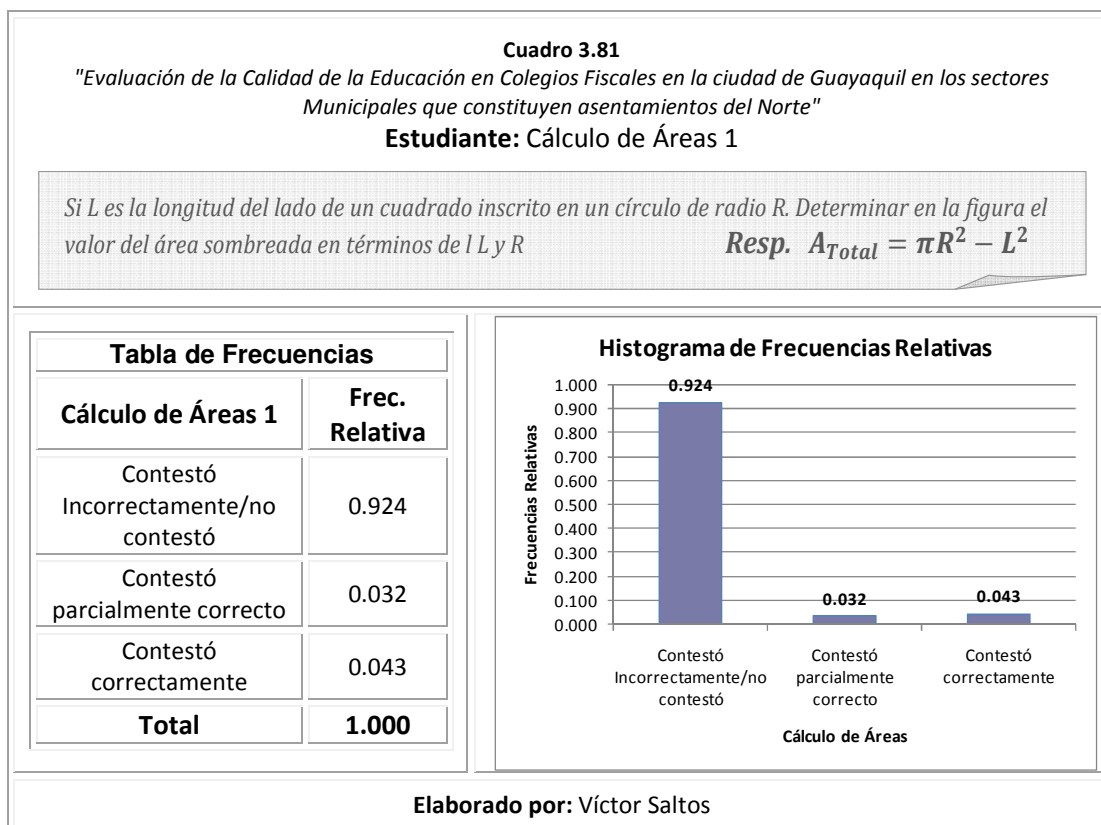 Cuadro 3.81
"Evaluación de la Calidad de la Educación en Colegios Fiscales en la ciudad de Guayaquil en los sectores
Municipales que constituyen asentamientos del Norte"
Estudiante: Cálculo de Áreas 1
Si L es la longitud del lado de un cuadrado inscrito en un círculo de radio R. Determinar en la figura el
valor del área sombreada en términos de l L y R Resp. A_Total = πR² − L²
Tabla de Frecuencias
Cálculo de Áreas 1 Frec.
Relativa
Contestó
Incorrectamente/no
contestó
0.924
Contestó
parcialmente correcto
0.032
Contestó
correctamente
0.043
Total 1.000
Histograma de Frecuencias Relativas
Frecuencias Relativas
1.000
0.900
0.800
0.700
0.600
0.500
0.400
0.300
0.200
0.100
0.000
0.924
0.032
0.043
Contestó
Incorrectamente/no
contestó
Contestó
parcialmente
correcto
Contestó
correctamente
Cálculo de Áreas
Elaborado por: Víctor Saltos